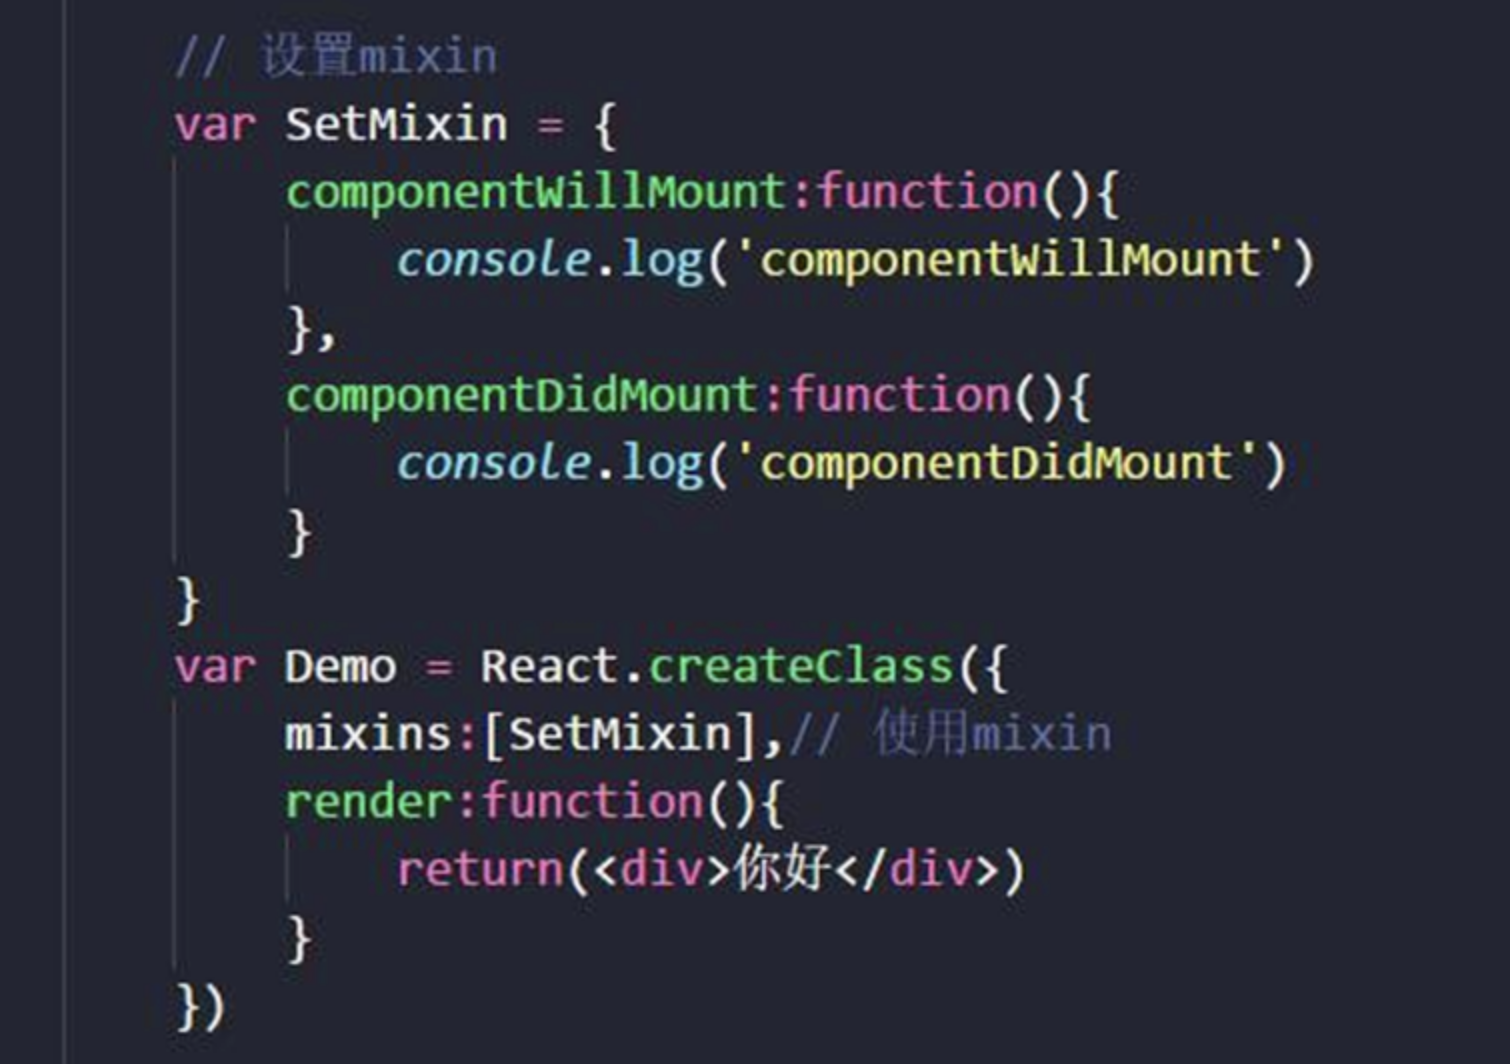 // 设置mixin
var SetMixin = {
    componentWillMount:function(){
        console.log('componentWillMount')
    },
    componentDidMount:function(){
        console.log('componentDidMount')
    }
}
var Demo = React.createClass({
    mixins:[SetMixin],// 使用mixin
    render:function(){
        return(<div>你好</div>)
    }
})